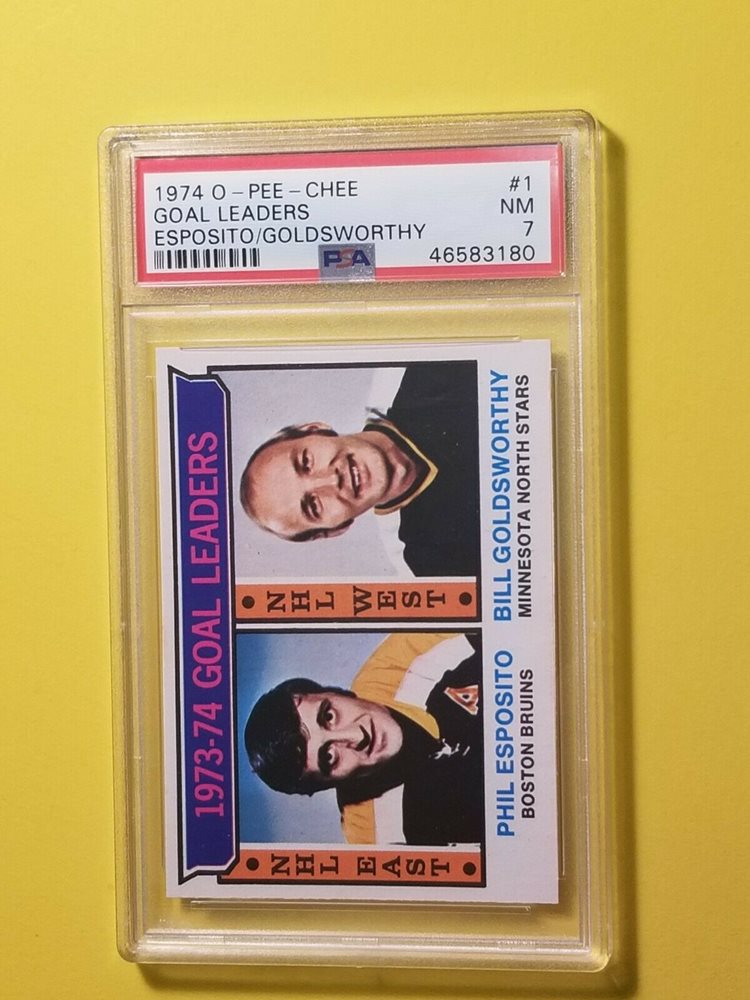 1974 O-PEE-CHEE #1
GOAL LEADERS NM
ESPOSITO/GOLDSWORTHY 7
PSA 46583180
1973-74 GOAL LEADERS
NHL EAST
NHL WEST
PHIL ESPOSITO
BOSTON BRUINS
BILL GOLDSWORTHY
MINNESOTA NORTH STARS